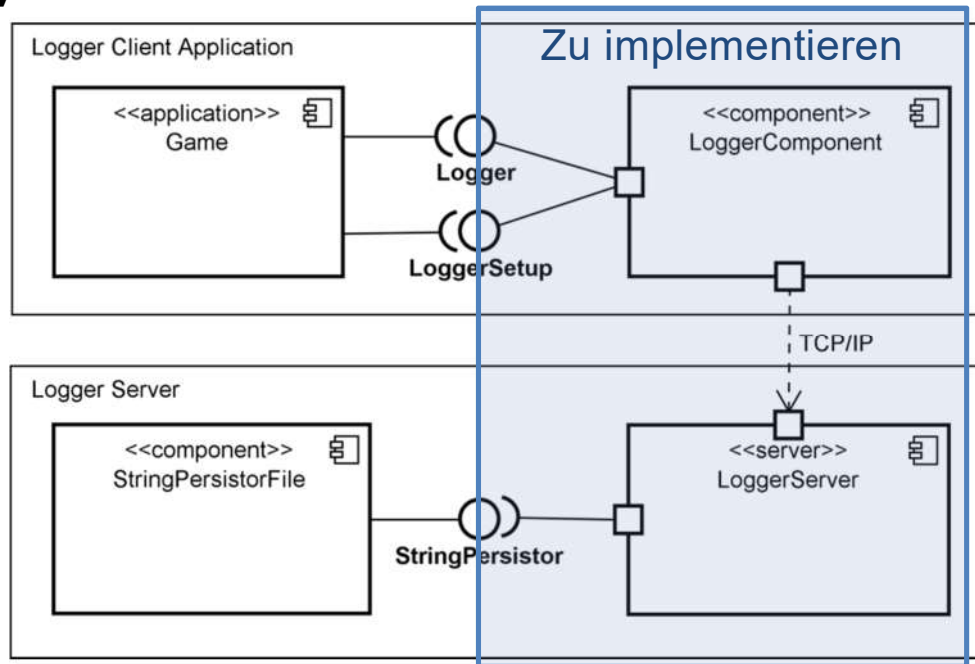 Zu implementieren
Logger Client Application
<<application>>
Game
Logger
LoggerSetup
<<component>>
LoggerComponent
TCP/IP
Logger Server
<<component>>
StringPersistorFile
StringPersistor
<<server>>
LoggerServer